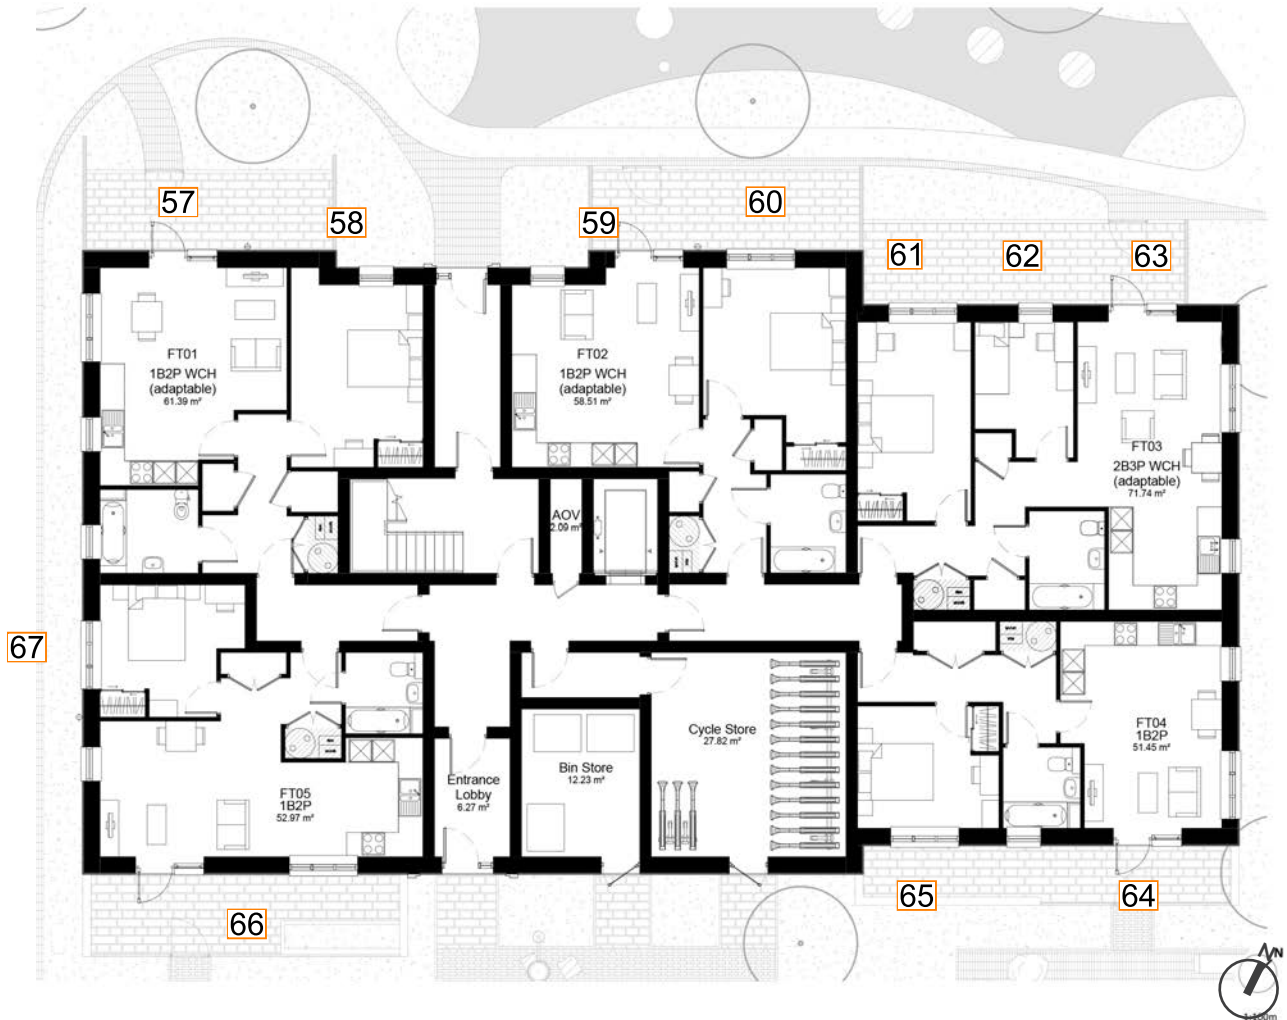 57
58
59
60
61
62
63
FT01
1B2P WCH
(adaptable)
61.39 m²
FT02
1B2P WCH
(adaptable)
58.51 m²
FT03
2B3P WCH
(adaptable)
71.74 m²
AOV
2.09 m²
67
FT04
1B2P
51.45 m²
Cycle Store
27.82 m²
Bin Store
12.23 m²
Entrance
Lobby
6.27 m²
FT05
1B2P
52.97 m²
66
65
64
N